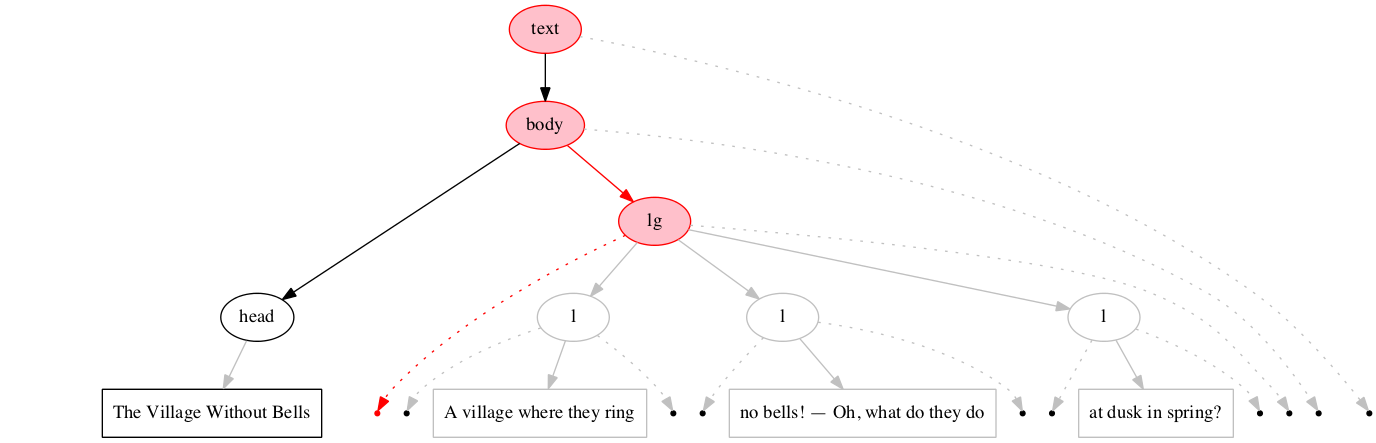 text
body
lg
head
l
l
l
The Village Without Bells
A village where they ring
no bells! — Oh, what do they do
at dusk in spring?